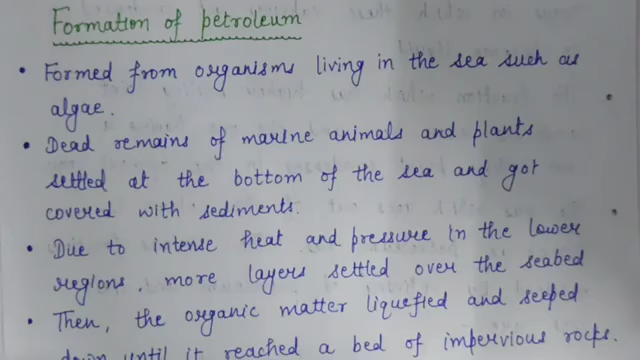 Formation of petroleum
• Formed from organisms living in the sea such as
algae.
• Dead remains of marine animals and plants
settled at the bottom of the sea and got
covered with sediments.
• Due to intense heat and pressure in the lower
regions, more layers settled over the seabed
• Then, the organic matter liquefied and seeped
down until it reached a bed of impervious rocks.